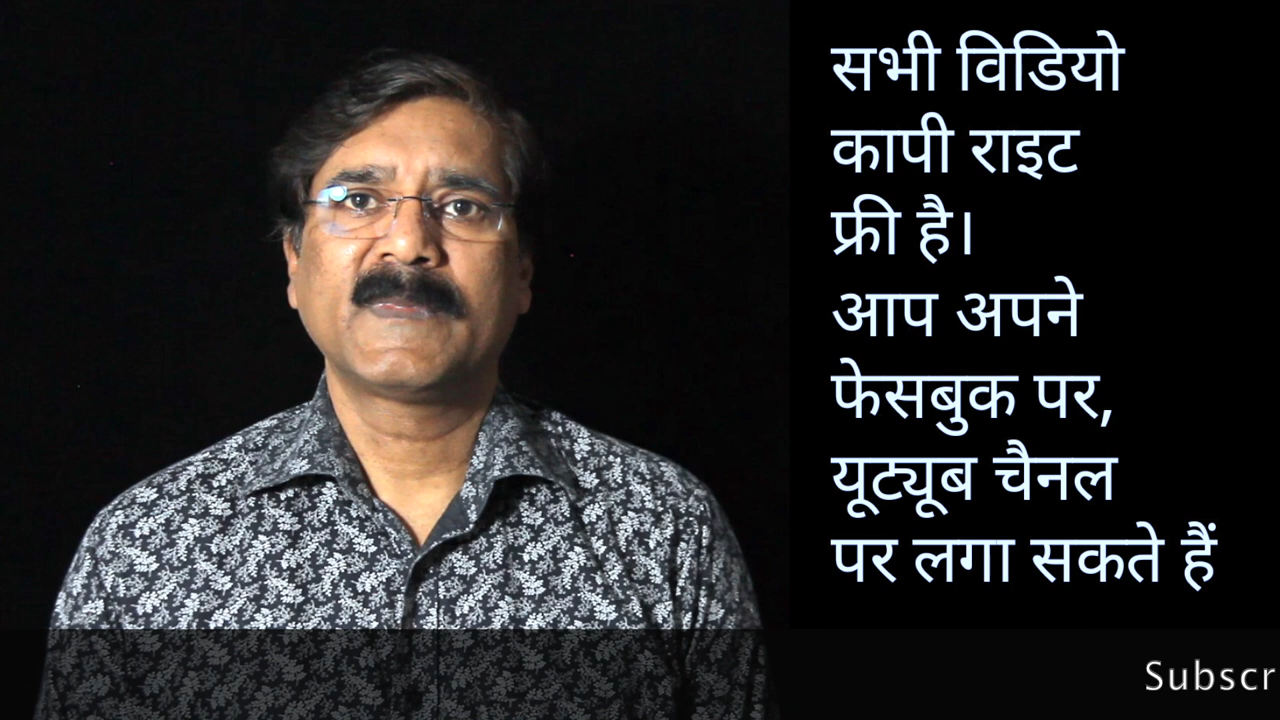 सभी विडियो
कापी राइट
फ्री है।
आप अपने
फेसबुक पर,
यूट्यूब चैनल
पर लगा सकते हैं
Subscr